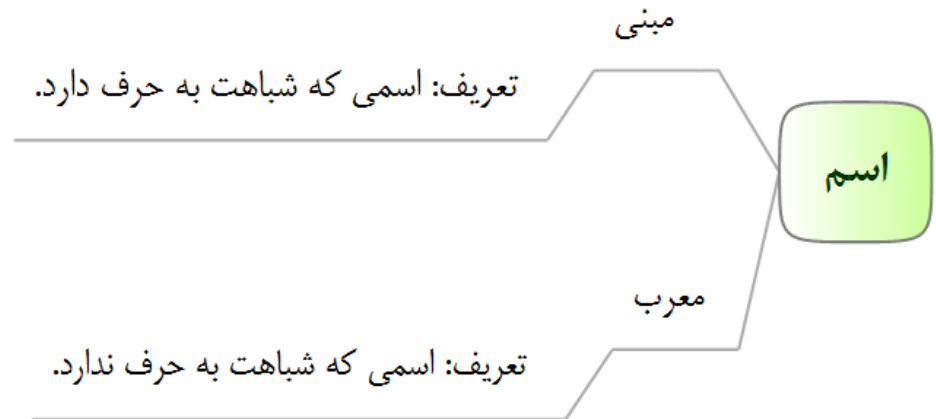 اسم
مبنی
تعریف: اسمی که شباهت به حرف دارد.
معرب
تعریف: اسمی که شباهت به حرف ندارد.